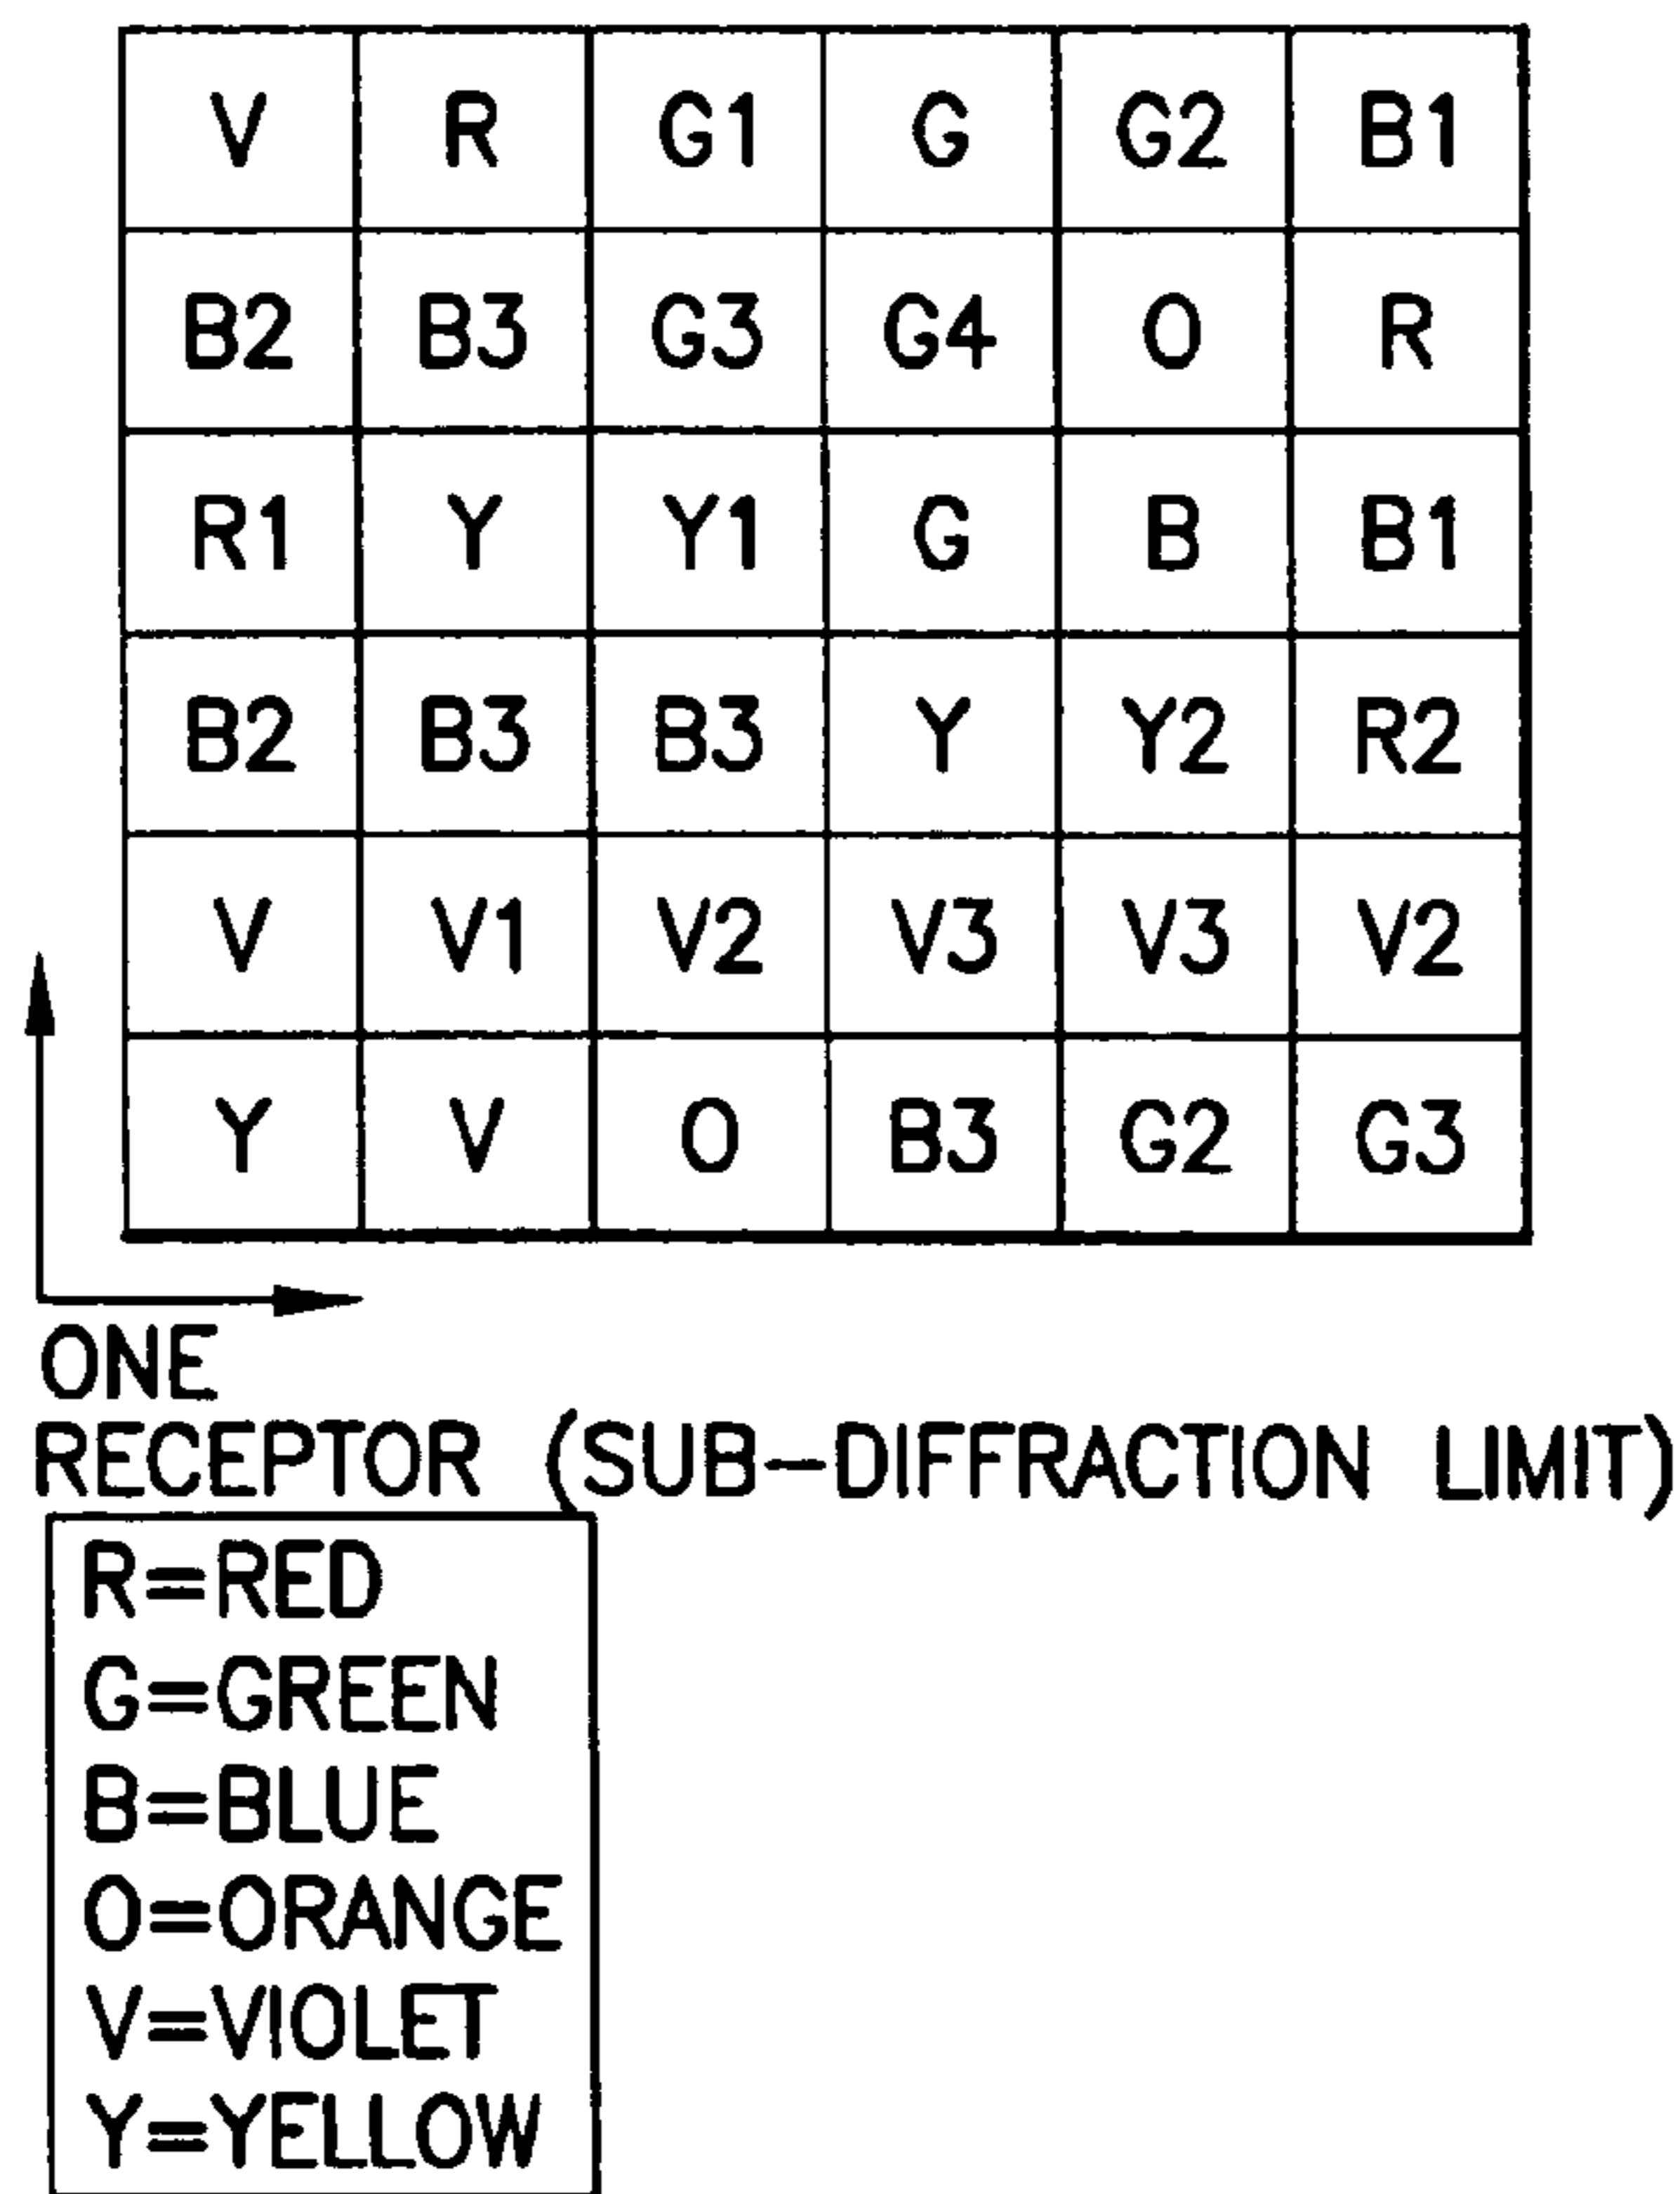 V R G1 G G2 B1
B2 B3 G3 G4 O R
R1 Y Y1 G B B1
B2 B3 B3 Y Y2 R2
V V1 V2 V3 V3 V2
Y V O B3 G2 G3
ONE
RECEPTOR (SUB-DIFFRACTION LIMIT)
R=RED
G=GREEN
B=BLUE
O=ORANGE
V=VIOLET
Y=YELLOW